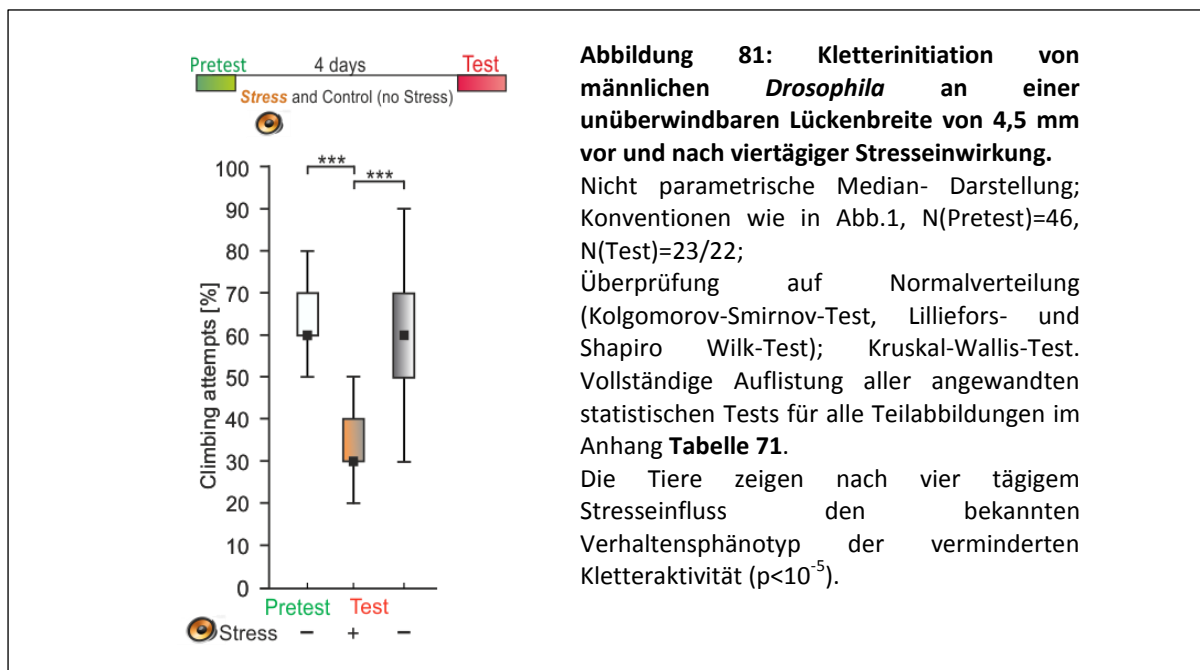 Pretest 4 days Test
Stress and Control (no Stress)
*** ***
Climbing attempts [%]
100
90
80
70
60
50
40
30
20
10
0
Pretest Test
Stress – + –
Abbildung 81: Kletterinitiation von
männlichen Drosophila an einer
unüberwindbaren Lückenbreite von 4,5 mm
vor und nach viertägiger Stresseinwirkung.
Nicht parametrische Median- Darstellung;
Konventionen wie in Abb.1, N(Pretest)=46,
N(Test)=23/22;
Überprüfung auf Normalverteilung
(Kolgomorov-Smirnov-Test, Lilliefors- und
Shapiro Wilk-Test); Kruskal-Wallis-Test.
Vollständige Auflistung aller angewandten
statistischen Tests für alle Teilabbildungen im
Anhang Tabelle 71.
Die Tiere zeigen nach vier tägigem
Stresseinfluss den bekannten
Verhaltensphänotyp der verminderten
Kletteraktivität (p<10⁻⁵).